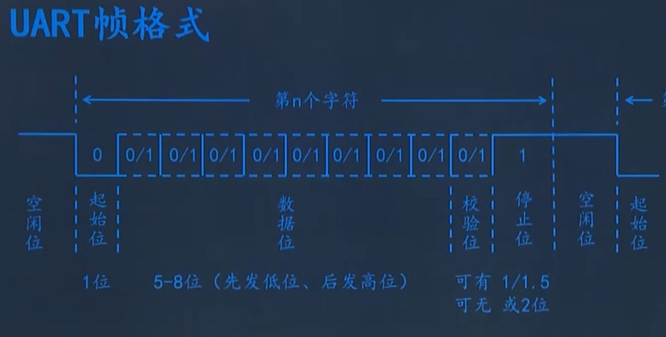 UART帧格式
第n个字符
0 0/1 0/1 0/1 0/1 0/1 0/1 0/1 0/1 0/1 1
空闲位 起始位 数据位 校验位 停止位 空闲位 起始位
1位 5-8位（先发低位、后发高位） 可有 1/1.5
可无 或2位